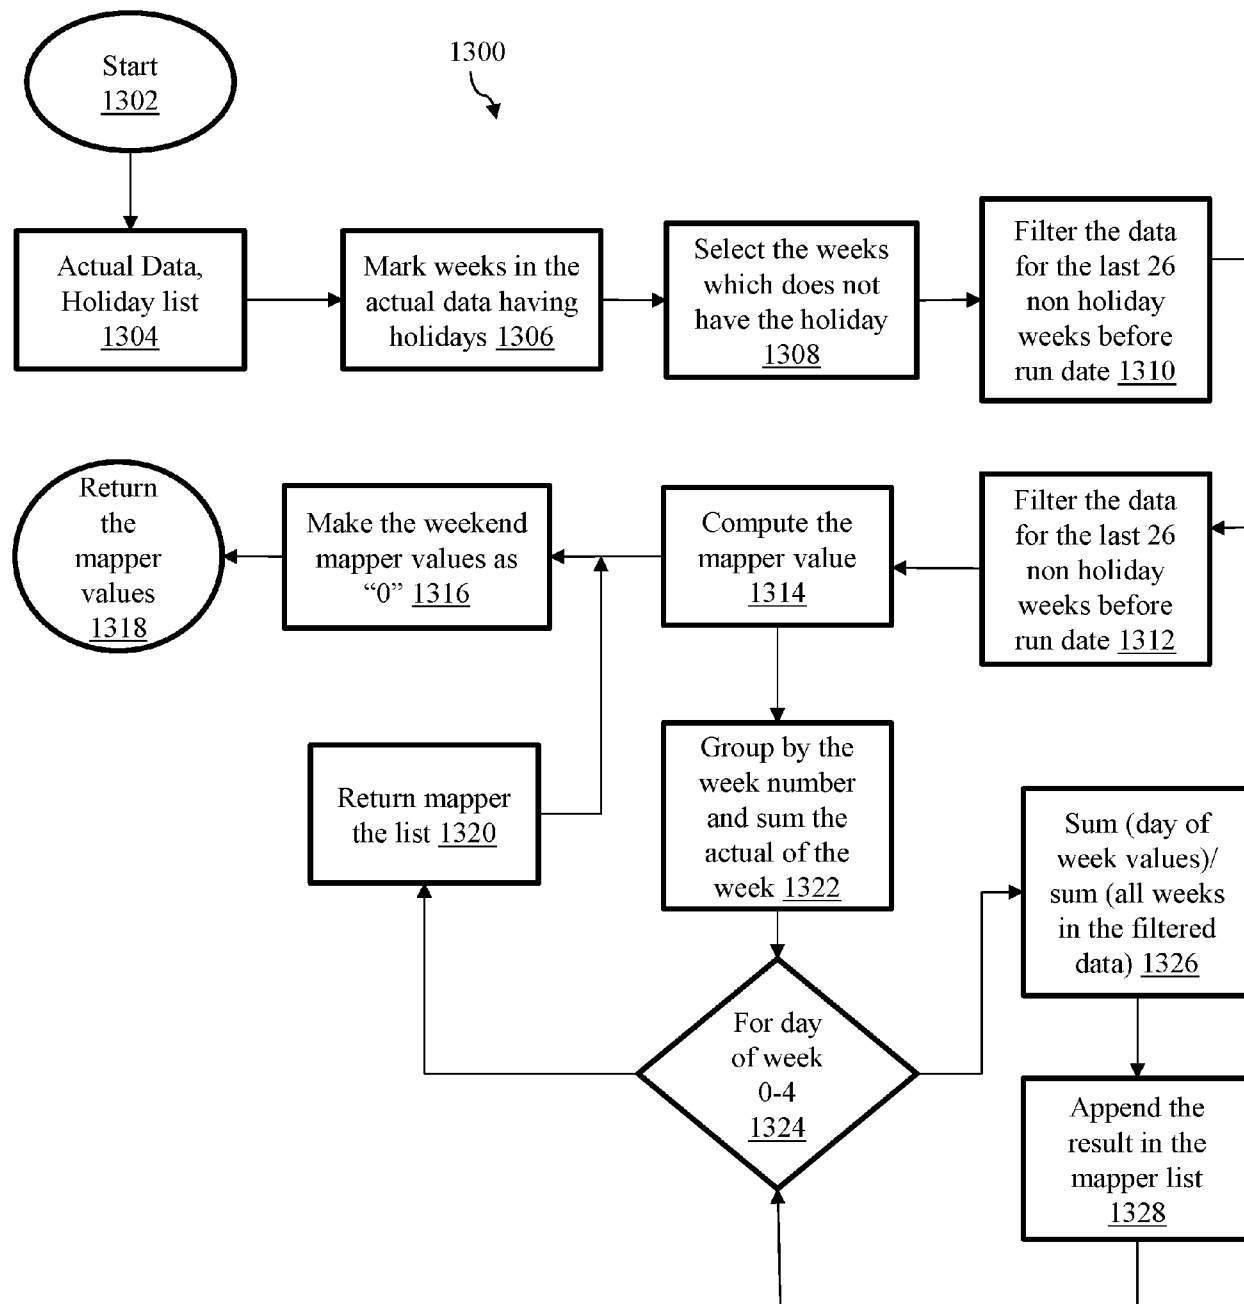 Start
1302
1300
Actual Data,
Holiday list
1304
Mark weeks in the
actual data having
holidays 1306
Select the weeks
which does not
have the holiday
1308
Filter the data
for the last 26
non holiday
weeks before
run date 1310
Return
the
mapper
values
1318
Make the weekend
mapper values as
“0” 1316
Compute the
mapper value
1314
Filter the data
for the last 26
non holiday
weeks before
run date 1312
Return mapper
the list 1320
Group by the
week number
and sum the
actual of the
week 1322
Sum (day of
week values)/
sum (all weeks
in the filtered
data) 1326
For day
of week
0-4
1324
Append the
result in the
mapper list
1328